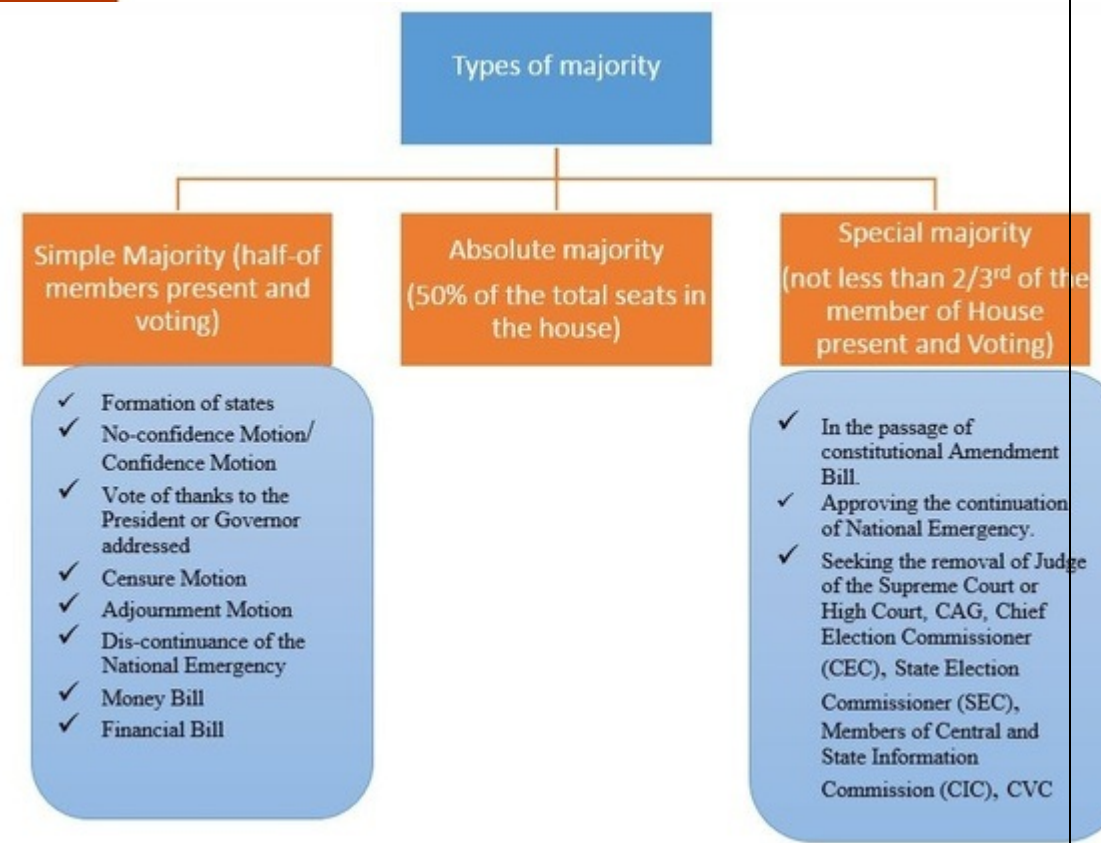 Types of majority
Simple Majority (half-of
members present and
voting)
Absolute majority
(50% of the total seats in
the house)
Special majority
(not less than 2/3rd of the
member of House
present and Voting)
✓ Formation of states
✓ No-confidence Motion/
Confidence Motion
✓ Vote of thanks to the
President or Governor
addressed
✓ Censure Motion
✓ Adjournment Motion
✓ Dis-continuance of the
National Emergency
✓ Money Bill
✓ Financial Bill
✓ In the passage of
constitutional Amendment
Bill.
✓ Approving the continuation
of National Emergency.
✓ Seeking the removal of Judge
of the Supreme Court or
High Court, CAG, Chief
Election Commissioner
(CEC), State Election
Commissioner (SEC),
Members of Central and
State Information
Commission (CIC), CVC